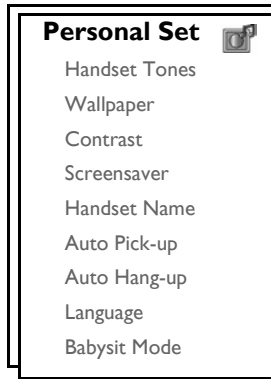 Personal Set
Handset Tones
Wallpaper
Contrast
Screensaver
Handset Name
Auto Pick-up
Auto Hang-up
Language
Babysit Mode